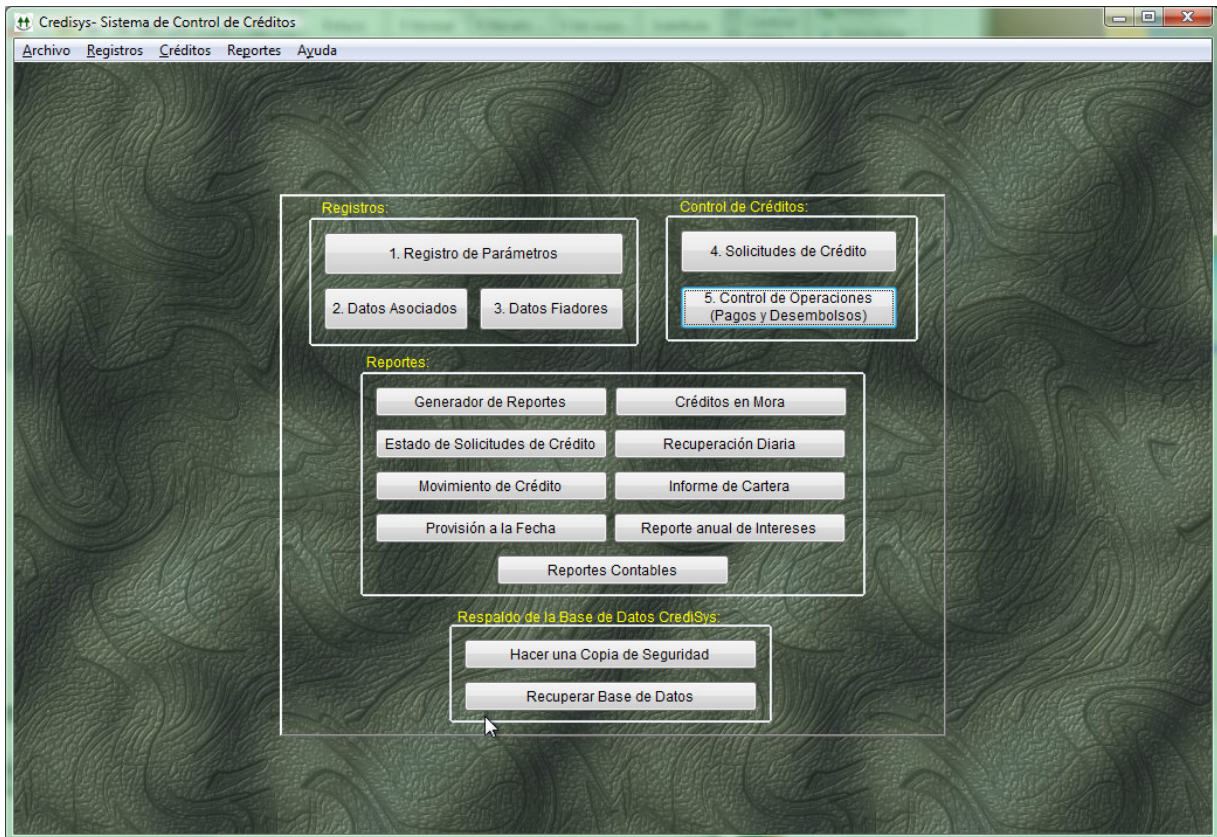 Credisys- Sistema de Control de Créditos
Archivo Registros Créditos Reportes Ayuda
Registros:
1. Registro de Parámetros
2. Datos Asociados
3. Datos Fiadores
Control de Créditos:
4. Solicitudes de Crédito
5. Control de Operaciones
(Pagos y Desembolsos)
Reportes:
Generador de Reportes
Créditos en Mora
Estado de Solicitudes de Crédito
Recuperación Diaria
Movimiento de Crédito
Informe de Cartera
Provisión a la Fecha
Reporte anual de Intereses
Reportes Contables
Respaldo de la Base de Datos CrediSys:
Hacer una Copia de Seguridad
Recuperar Base de Datos